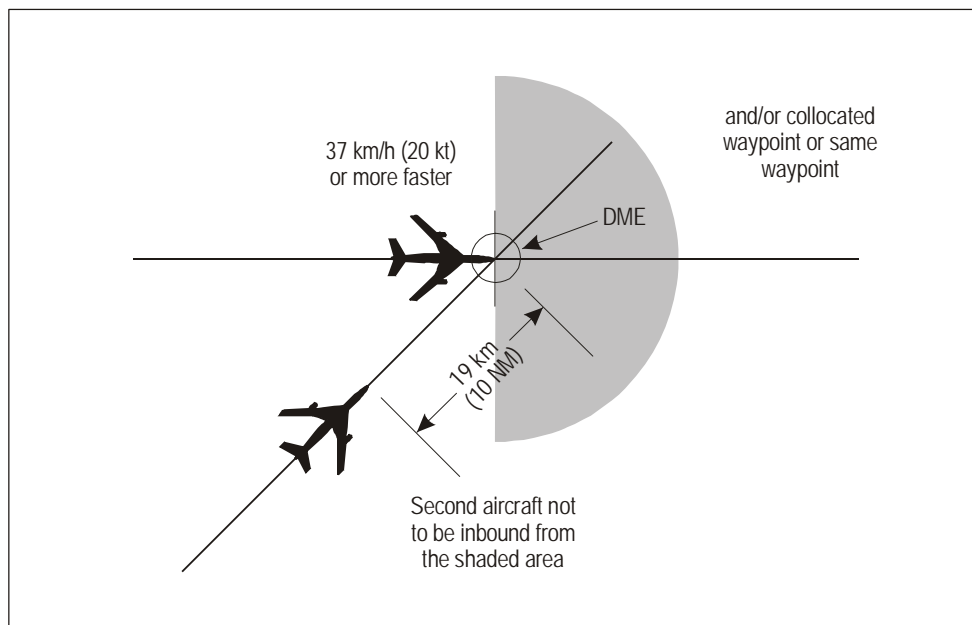 and/or collocated
waypoint or same
waypoint
37 km/h (20 kt)
or more faster
DME
19 km
(10 NM)
Second aircraft not
to be inbound from
the shaded area